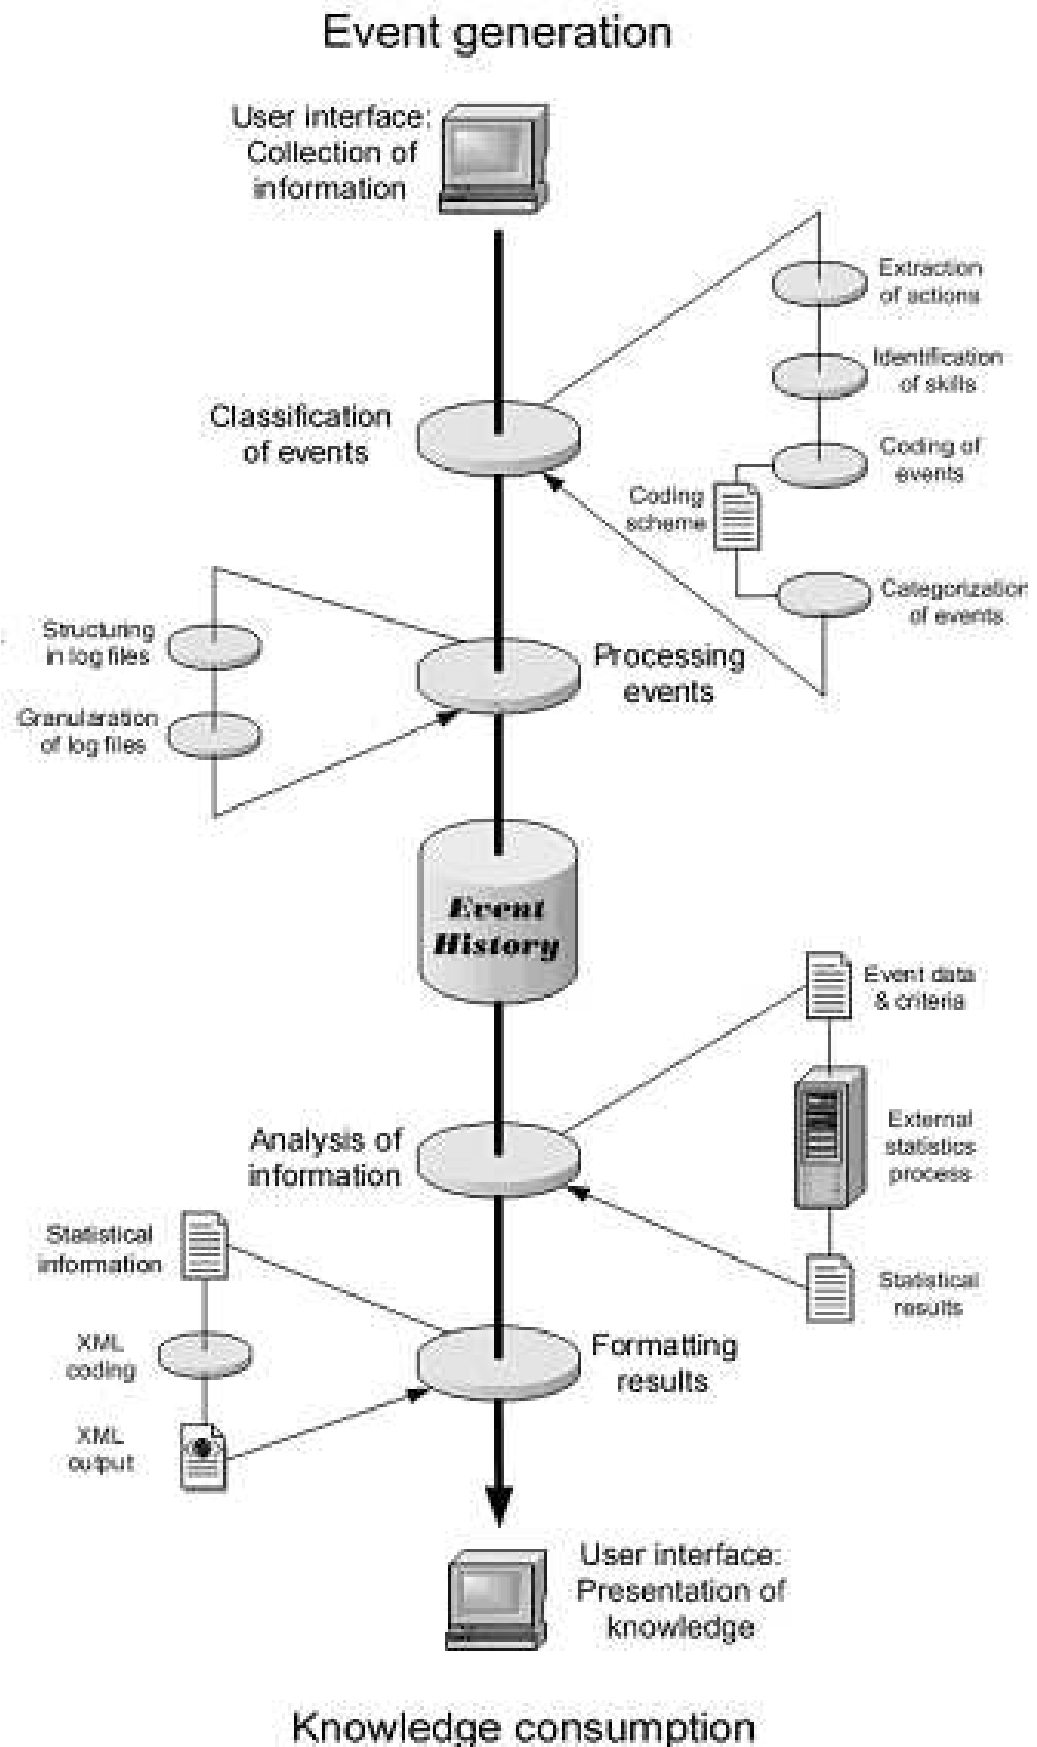 Event generation
User interface:
Collection of
information
Extraction
of actions
Identification
of skills
Classification
of events
Coding of
events
Coding
scheme
Categorization
of events
Structuring
in log files
Processing
events
Granularation
of log files
Event
History
Event data
& criteria
External
statistics
process
Analysis of
information
Statistical
information
Statistical
results
XML
coding
Formatting
results
XML
output
User interface:
Presentation of
knowledge
Knowledge consumption